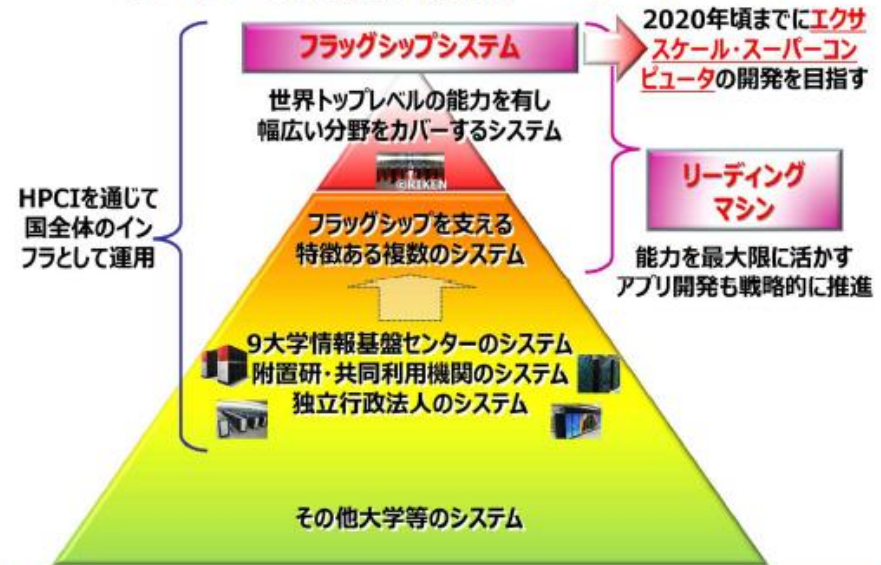 フラッグシップシステム
2020年頃までにエクサ
スケール・スーパーコン
ピュータの開発を目指す
世界トップレベルの能力を有し
幅広い分野をカバーするシステム
©RIKEN
リーディング
マシン
能力を最大限に活かす
アプリ開発も戦略的に推進
HPCIを通じて
国全体のイン
フラとして運用
フラッグシップを支える
特徴ある複数のシステム
9大学情報基盤センターのシステム
附置研・共同利用機関のシステム
独立行政法人のシステム
その他大学等のシステム